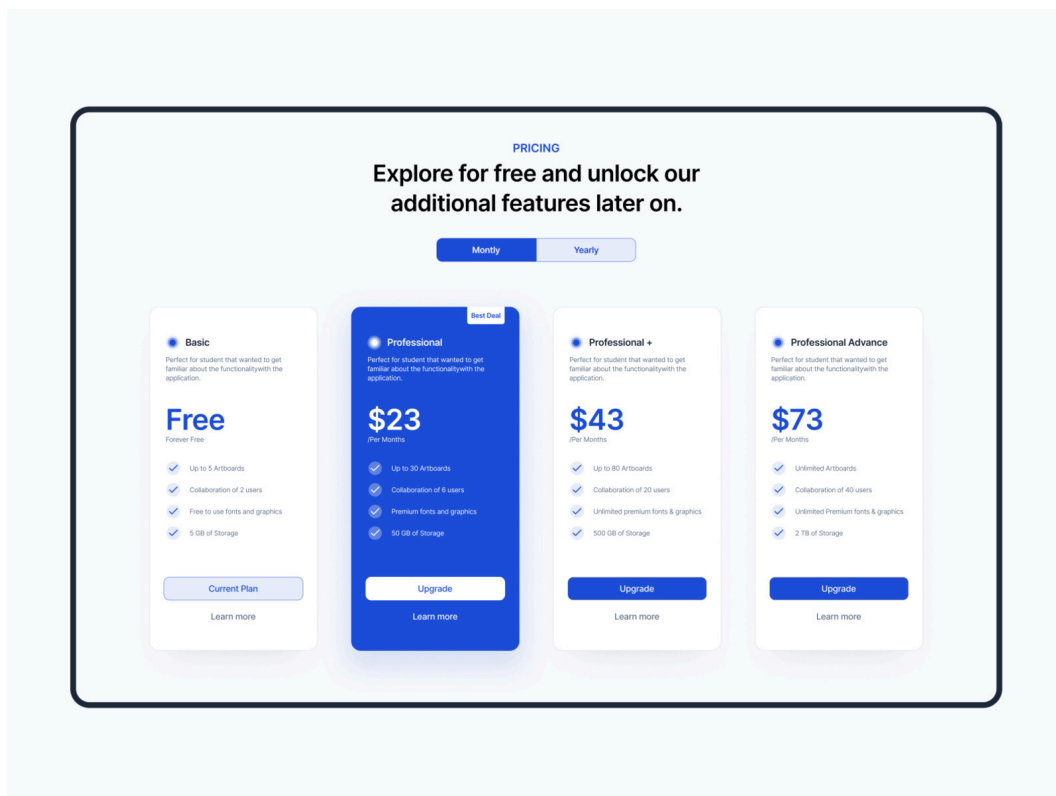 PRICING
Explore for free and unlock our
additional features later on.
Montly
Yearly
Basic
Perfect for student that wanted to get
familiar about the functionalitywith the
application.
Free
Forever Free
Up to 5 Artboards
Collaboration of 2 users
Free to use fonts and graphics
5 GB of Storage
Current Plan
Learn more
Best Deal
Professional
Perfect for student that wanted to get
familiar about the functionalitywith the
application.
$23
/Per Months
Up to 30 Artboards
Collaboration of 6 users
Premium fonts and graphics
50 GB of Storage
Upgrade
Learn more
Professional +
Perfect for student that wanted to get
familiar about the functionalitywith the
application.
$43
/Per Months
Up to 80 Artboards
Collaboration of 20 users
Unlimited premium fonts & graphics
500 GB of Storage
Upgrade
Learn more
Professional Advance
Perfect for student that wanted to get
familiar about the functionalitywith the
application.
$73
/Per Months
Unlimited Artboards
Collaboration of 40 users
Unlimited Premium fonts & graphics
2 TB of Storage
Upgrade
Learn more